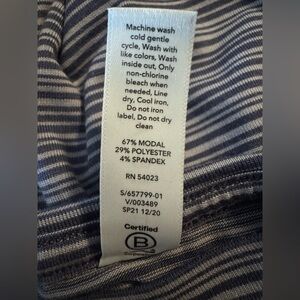 Machine wash
cold gentle
cycle, Wash with
like colors, Wash
inside out, Only
non-chlorine
bleach when
needed, Line
dry, Cool iron,
Do not iron
label, Do not dry
clean
67% MODAL
29% POLYESTER
4% SPANDEX
RN 54023
S/657799-01
V/003489
SP21 12/20
Certified
B